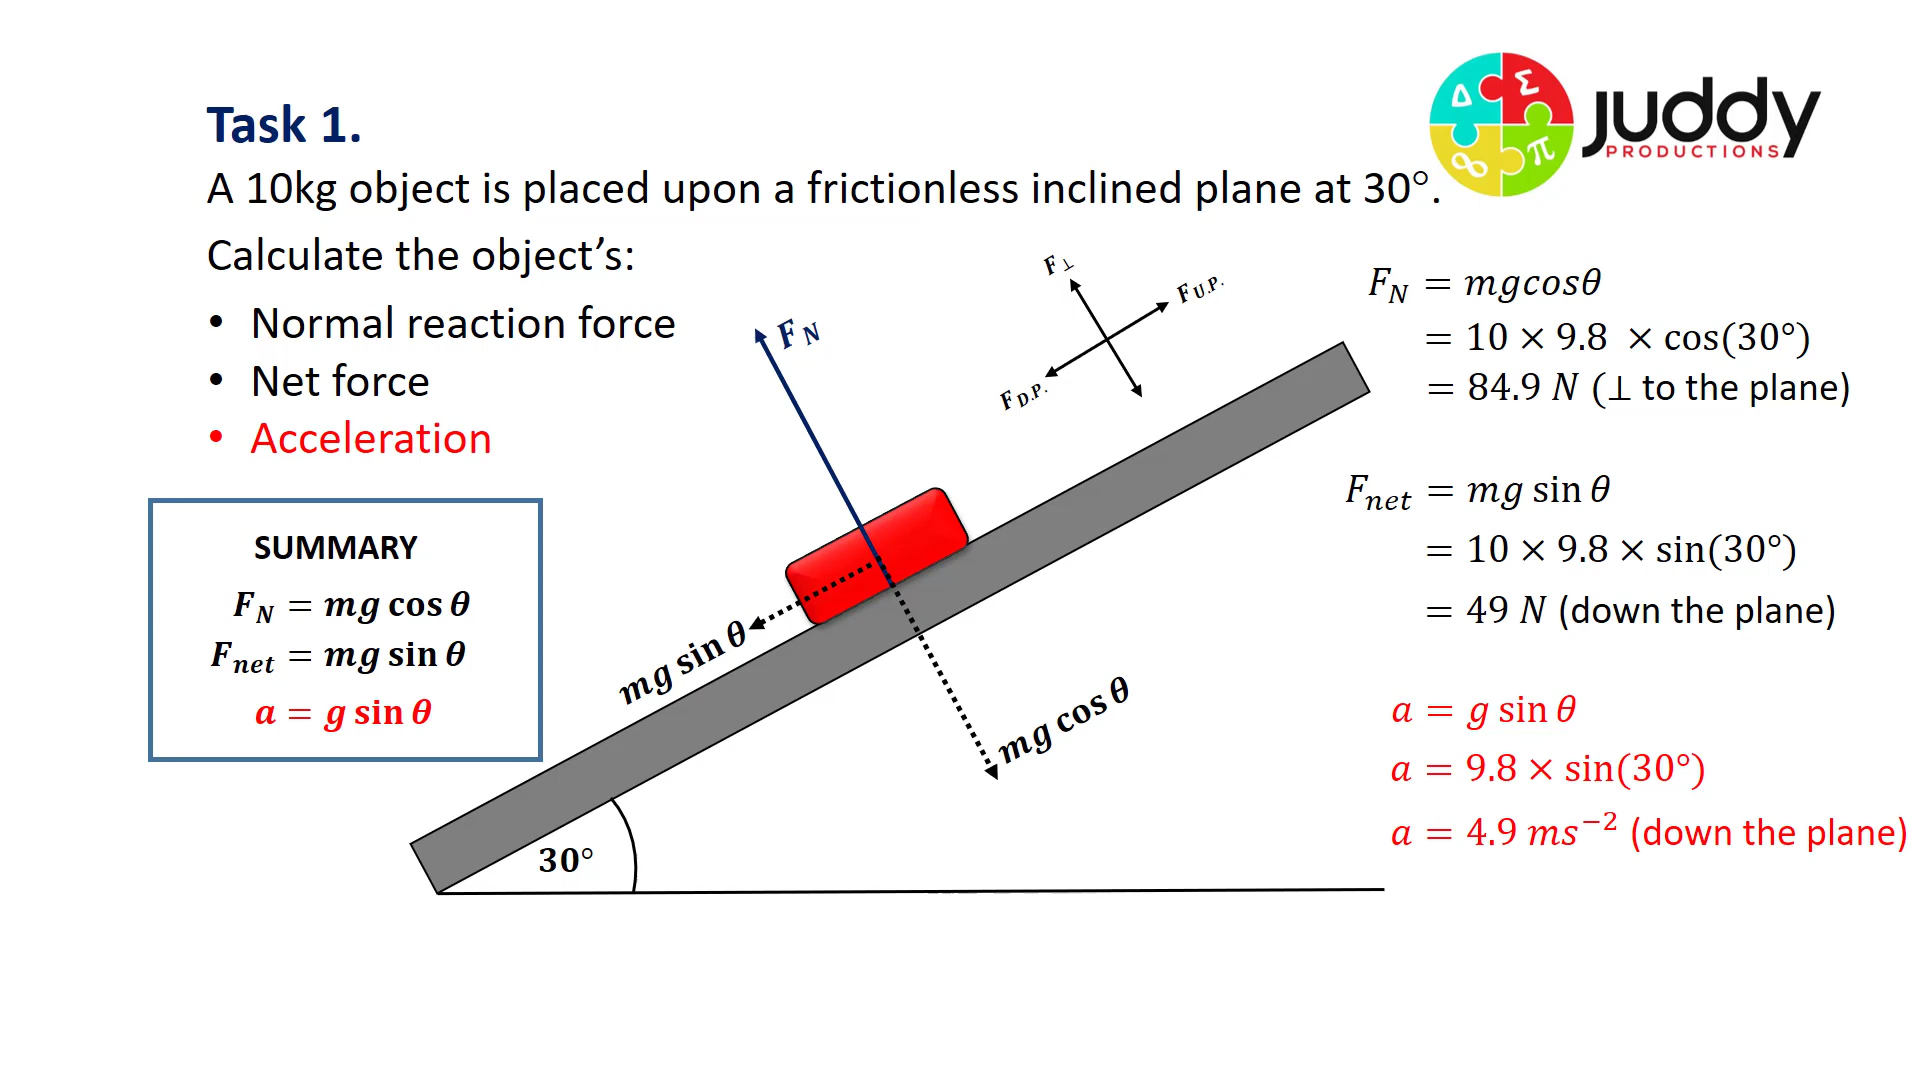 Task 1.
A 10kg object is placed upon a frictionless inclined plane at 30°.
Calculate the object’s:
• Normal reaction force
• Net force
• Acceleration
SUMMARY
F_N = mg cos θ
F_net = mg sin θ
a = g sin θ
Δ Σ ∞ π
Juddy
PRODUCTIONS
F_⊥
F_U.P.
F_D.P.
F_N
mg sin θ
mg cos θ
30°
F_N = mgcosθ
= 10 × 9.8 × cos(30°)
= 84.9 N (⊥ to the plane)
F_net = mg sin θ
= 10 × 9.8 × sin(30°)
= 49 N (down the plane)
a = g sin θ
a = 9.8 × sin(30°)
a = 4.9 ms⁻² (down the plane)